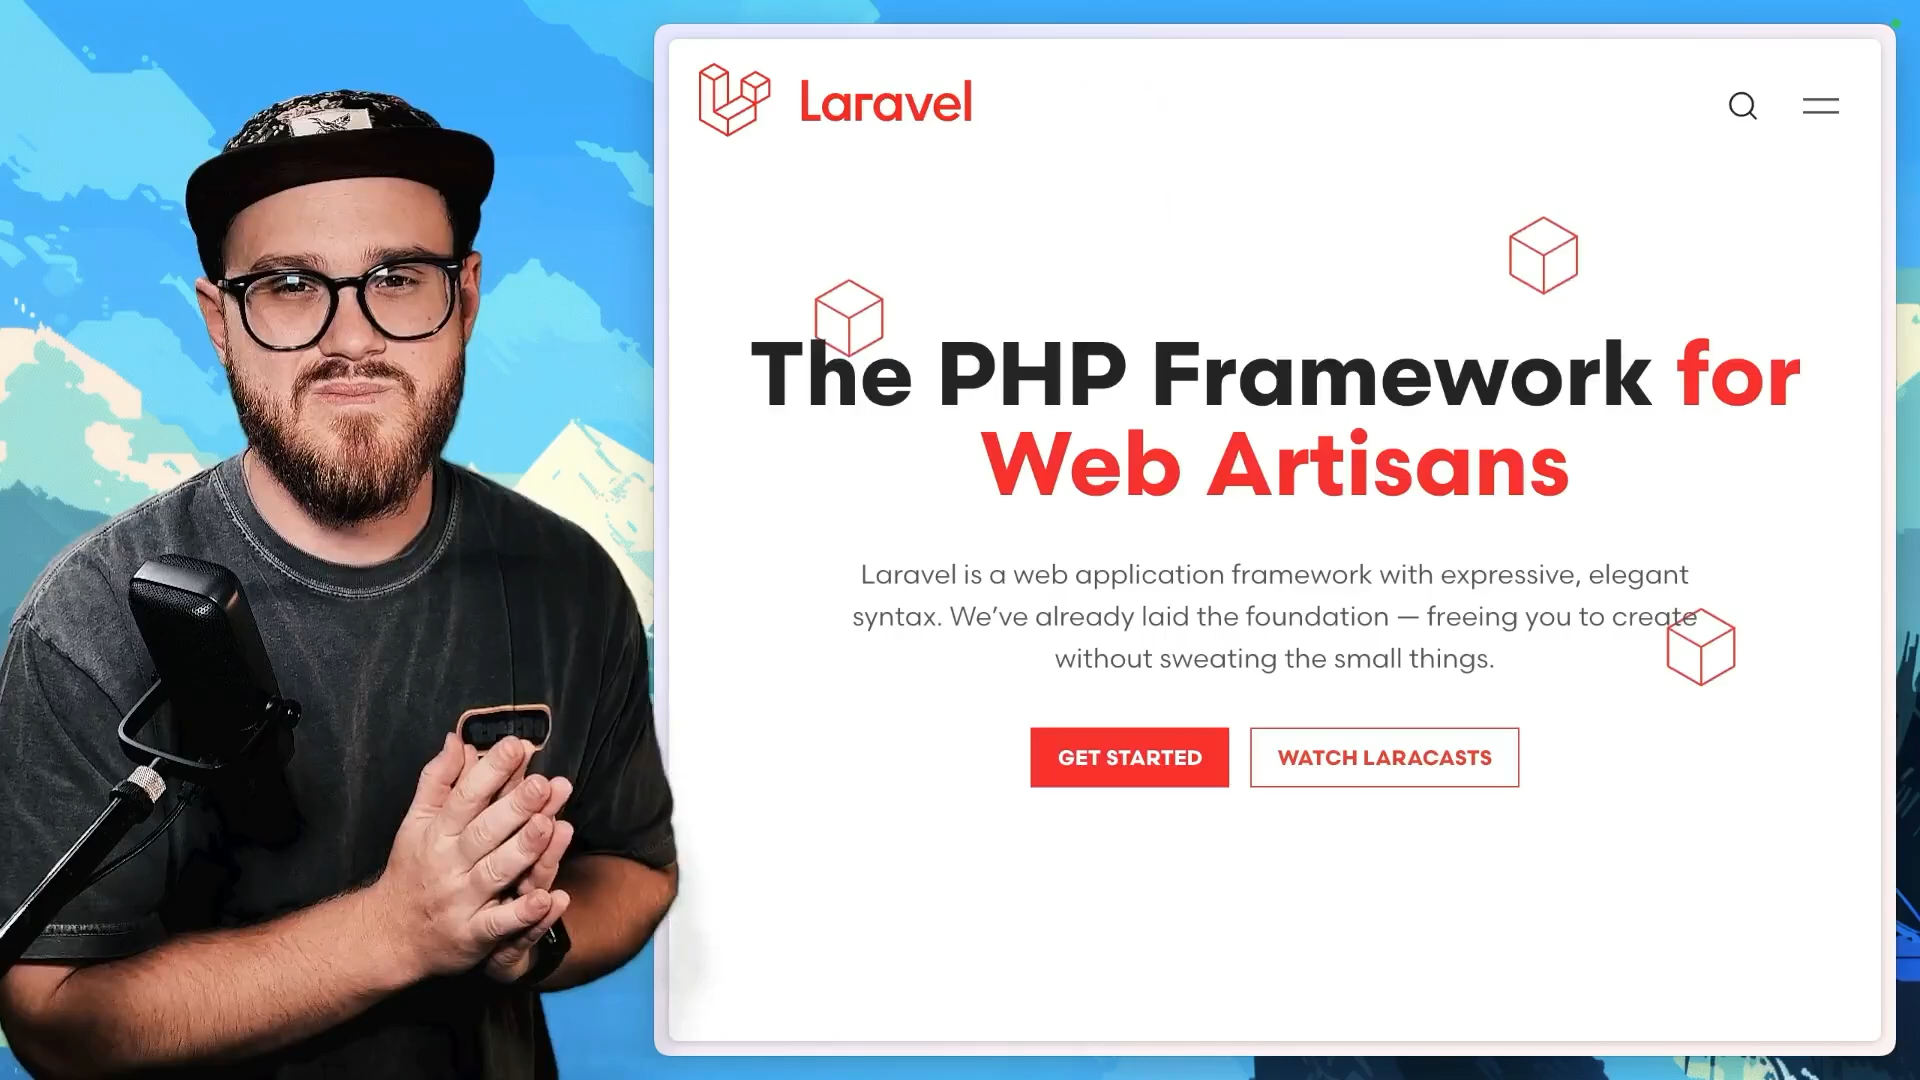 Laravel
The PHP Framework for
Web Artisans
Laravel is a web application framework with expressive, elegant
syntax. We’ve already laid the foundation — freeing you to create
without sweating the small things.
GET STARTED
WATCH LARACASTS